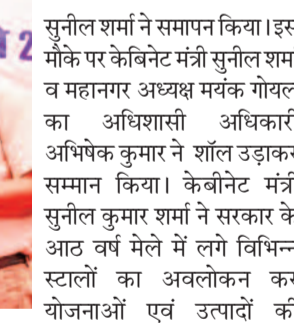 सुनील शर्मा ने समापन किया।इस
मौके पर केबिनेट मंत्री सुनील शर्मा
व महानगर अध्यक्ष मयंक गोयल
का अधिशासी अधिकारी
अभिषेक कुमार ने शॉल उड़ाकर
सम्मान किया। केबीनेट मंत्री
सुनील कुमार शर्मा ने सरकार के
आठ वर्ष मेले में लगे विभिन्न
स्टालों का अवलोकन कर
योजनाओं एवं उत्पादों की